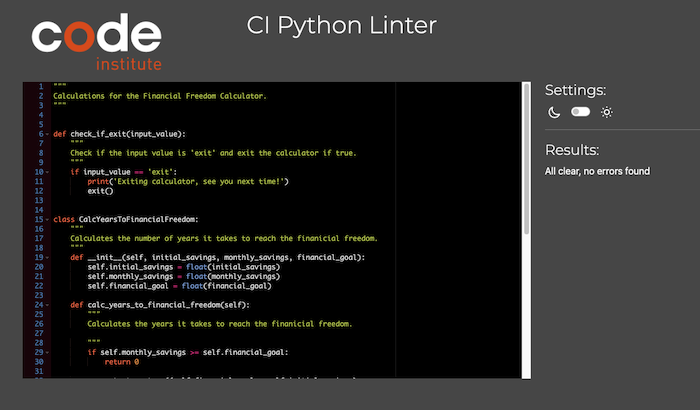 code
institute
CI Python Linter
1 """
2 Calculations for the Financial Freedom Calculator.
3 """
4
5
6 def check_if_exit(input_value):
7 """
8 Check if the input value is 'exit' and exit the calculator if true.
9 """
10 if input_value == 'exit':
11 print('Exiting calculator, see you next time!')
12 exit()
13
14
15 class CalcYearsToFinancialFreedom:
16 """
17 Calculates the number of years it takes to reach the finanicial freedom.
18 """
19 def __init__(self, initial_savings, monthly_savings, financial_goal):
20 self.initial_savings = float(initial_savings)
21 self.monthly_savings = float(monthly_savings)
22 self.financial_goal = float(financial_goal)
23
24 def calc_years_to_financial_freedom(self):
25 """
26 Calculates the years it takes to reach the finanicial freedom.
27
28 """
29 if self.monthly_savings >= self.financial_goal:
30 return 0
Settings:
Results:
All clear, no errors found